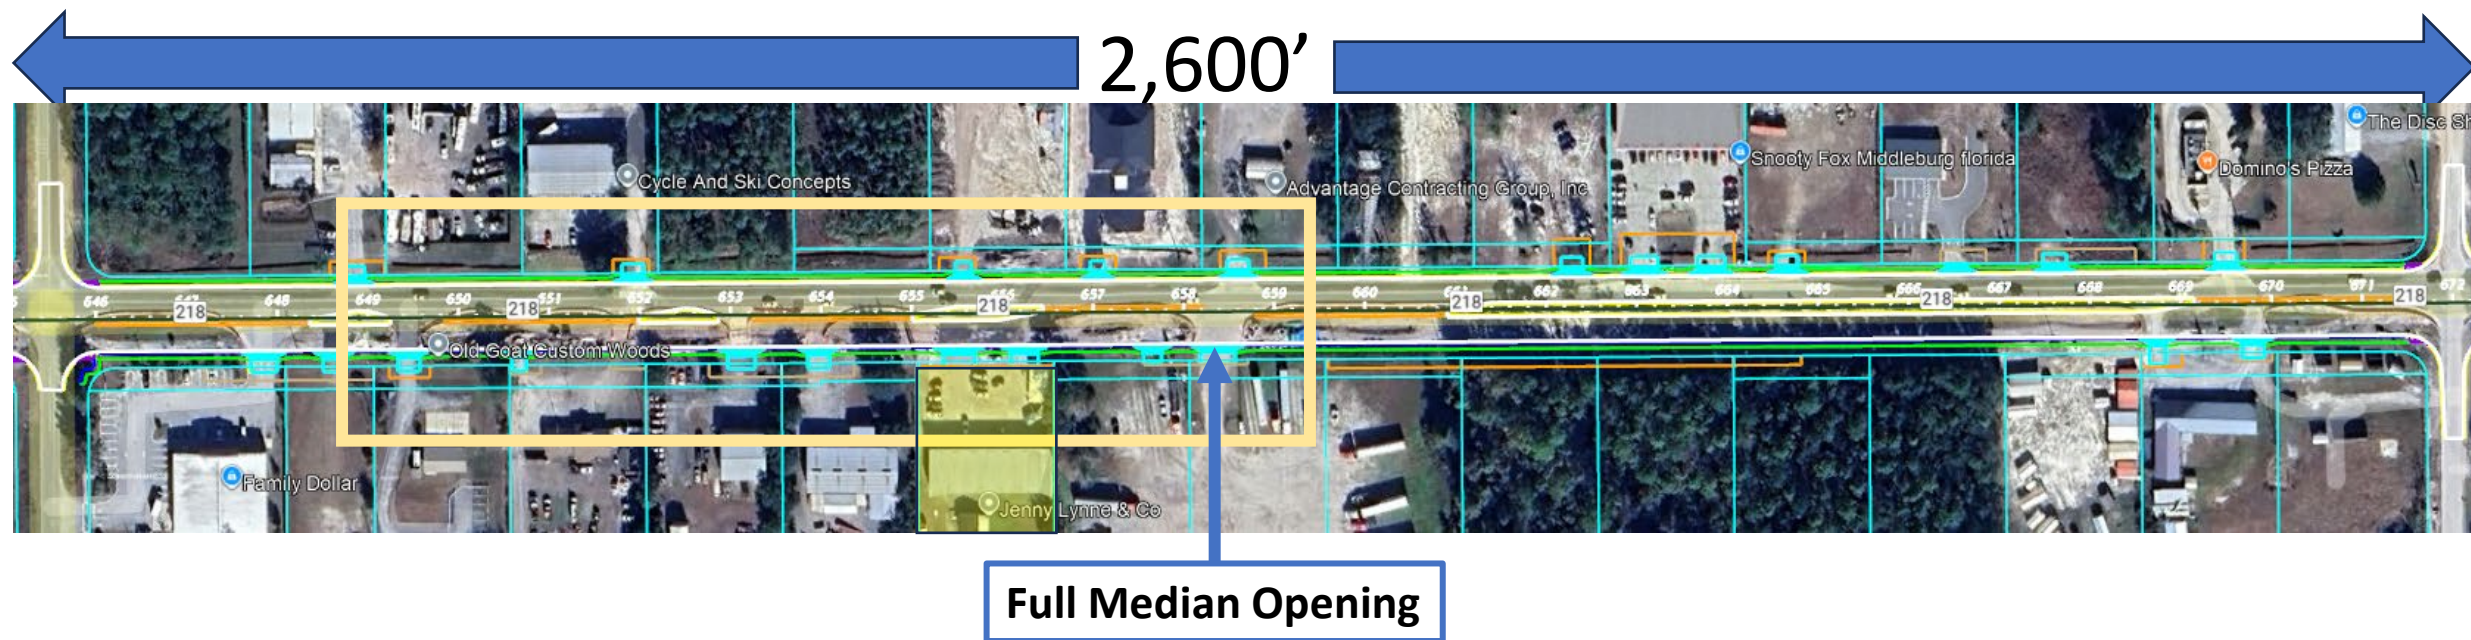 2,600’
The Disc Sh
Snooty Fox Middleburg florida
Domino's Pizza
Cycle And Ski Concepts
Advantage Contracting Group, Inc
646 648 649 650 651 652 653 654 655 657 658 659 660 662 663 664 665 666 667 668 669 670 671 672
218 218 218 218 218 218
Old Goat Custom Woods
Family Dollar
Jenny Lynne & Co
Full Median Opening